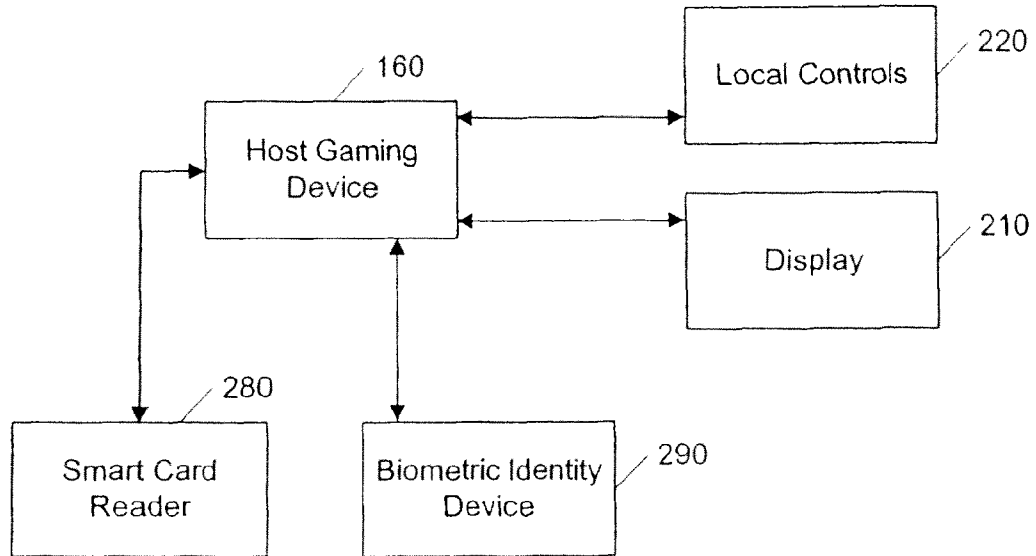 220
Local Controls
160
Host Gaming
Device
210
Display
280
Smart Card
Reader
290
Biometric Identity
Device